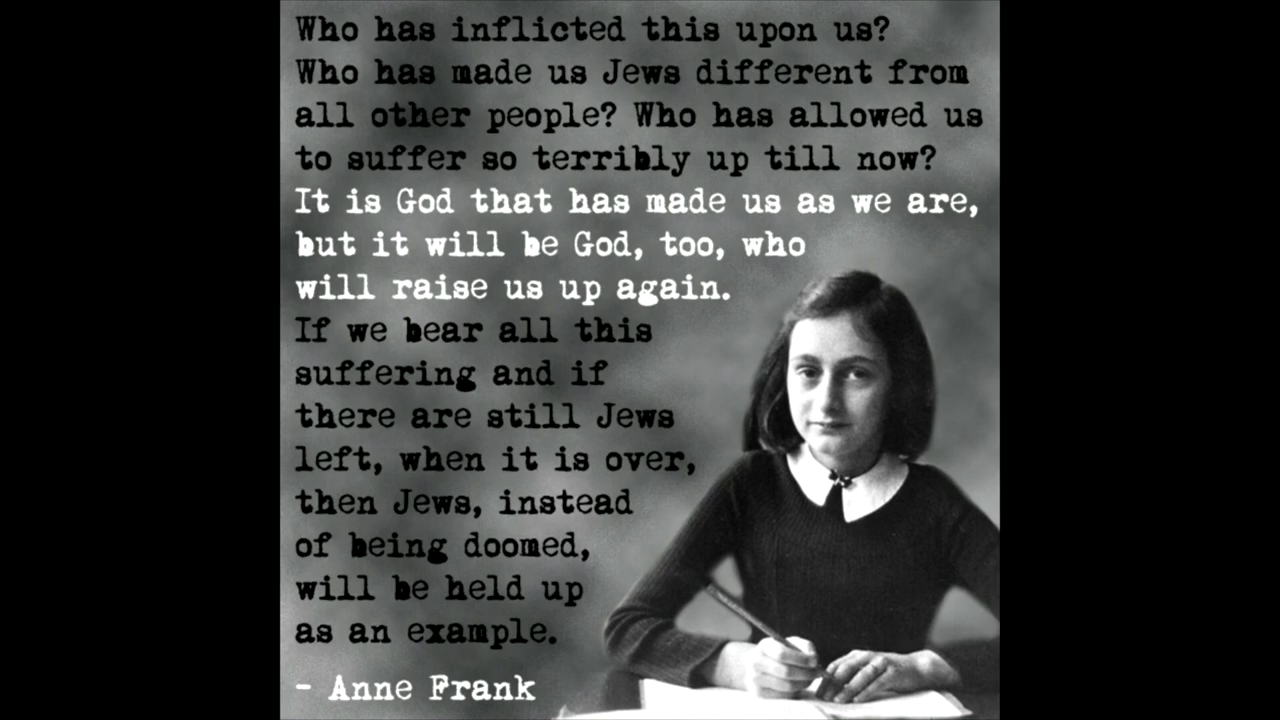 Who has inflicted this upon us?
Who has made us Jews different from
all other people? Who has allowed us
to suffer so terribly up till now?
It is God that has made us as we are,
but it will be God, too, who
will raise us up again.
If we bear all this
suffering and if
there are still Jews
left, when it is over,
then Jews, instead
of being doomed,
will be held up
as an example.
- Anne Frank